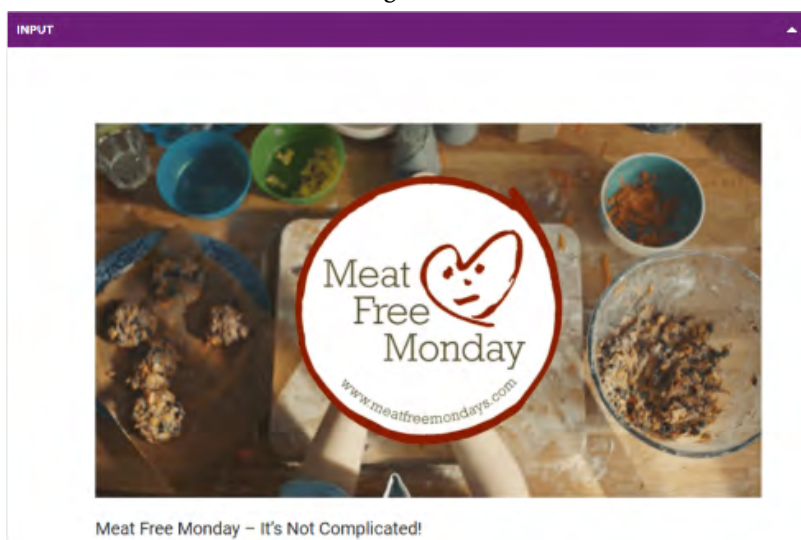 INPUT
Meat
Free
Monday
www.meatfreemondays.com
Meat Free Monday – It's Not Complicated!